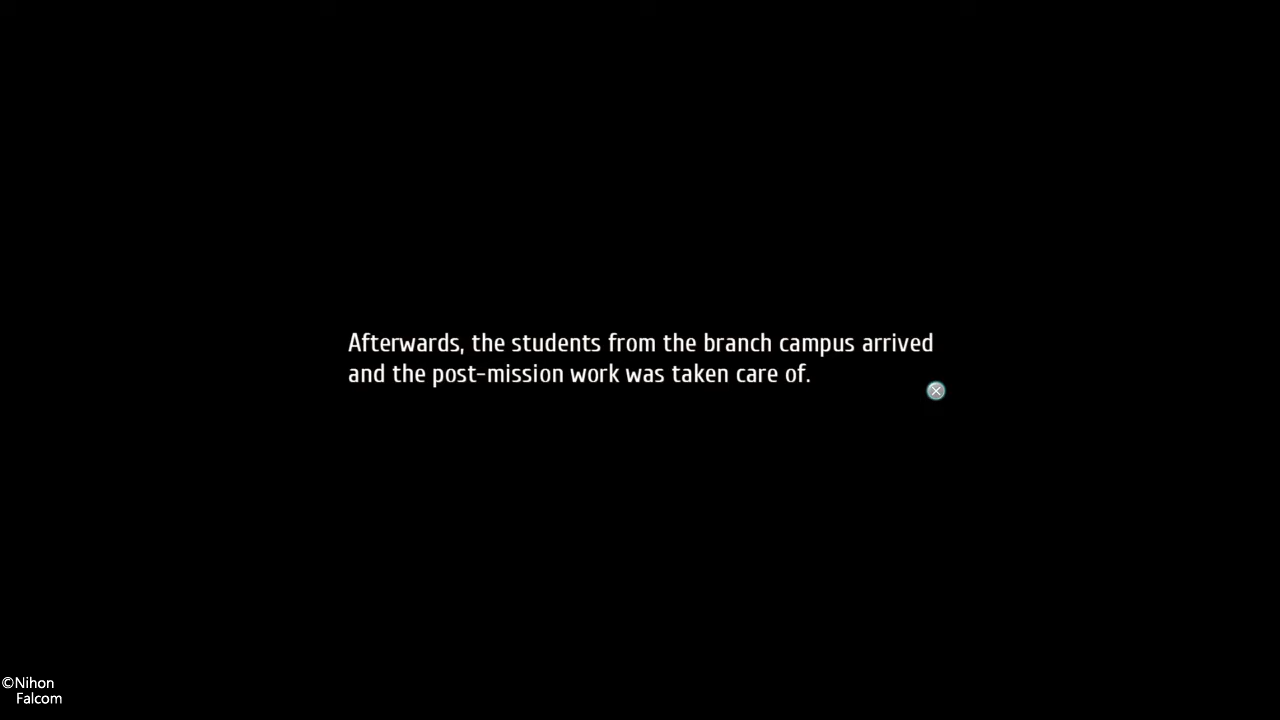 Afterwards, the students from the branch campus arrived
and the post-mission work was taken care of.
©Nihon
Falcom